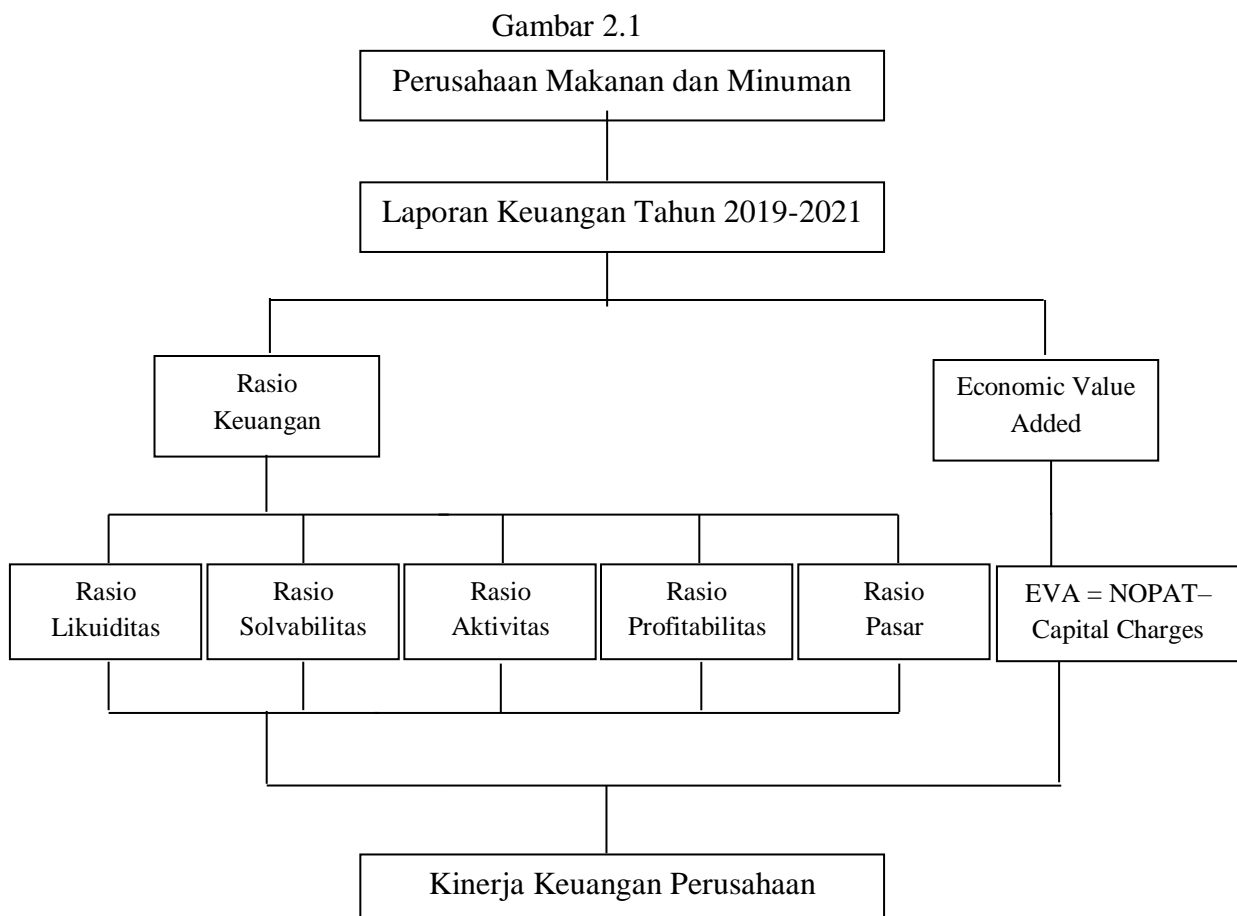 Gambar 2.1
Perusahaan Makanan dan Minuman
Laporan Keuangan Tahun 2019-2021
Rasio
Keuangan
Economic Value
Added
Rasio
Likuiditas
Rasio
Solvabilitas
Rasio
Aktivitas
Rasio
Profitabilitas
Rasio
Pasar
EVA = NOPAT–
Capital Charges
Kinerja Keuangan Perusahaan